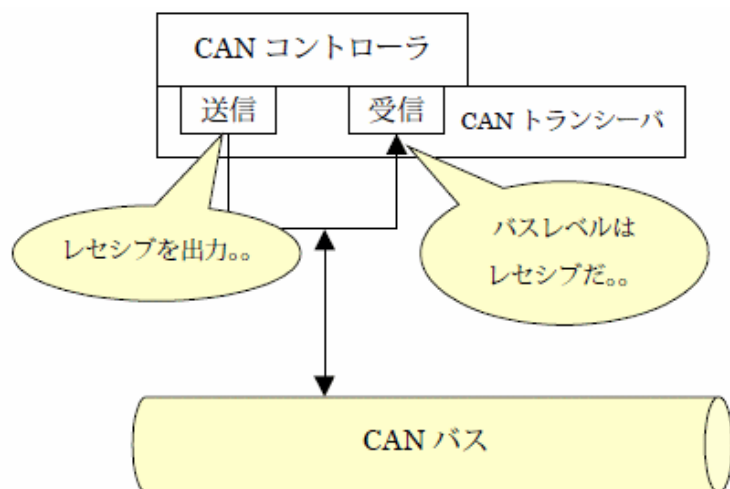 CAN コントローラ
送信
受信
CAN トランシーバ
レセシブを出力。。
バスレベルは
レセシブだ。。
CAN バス